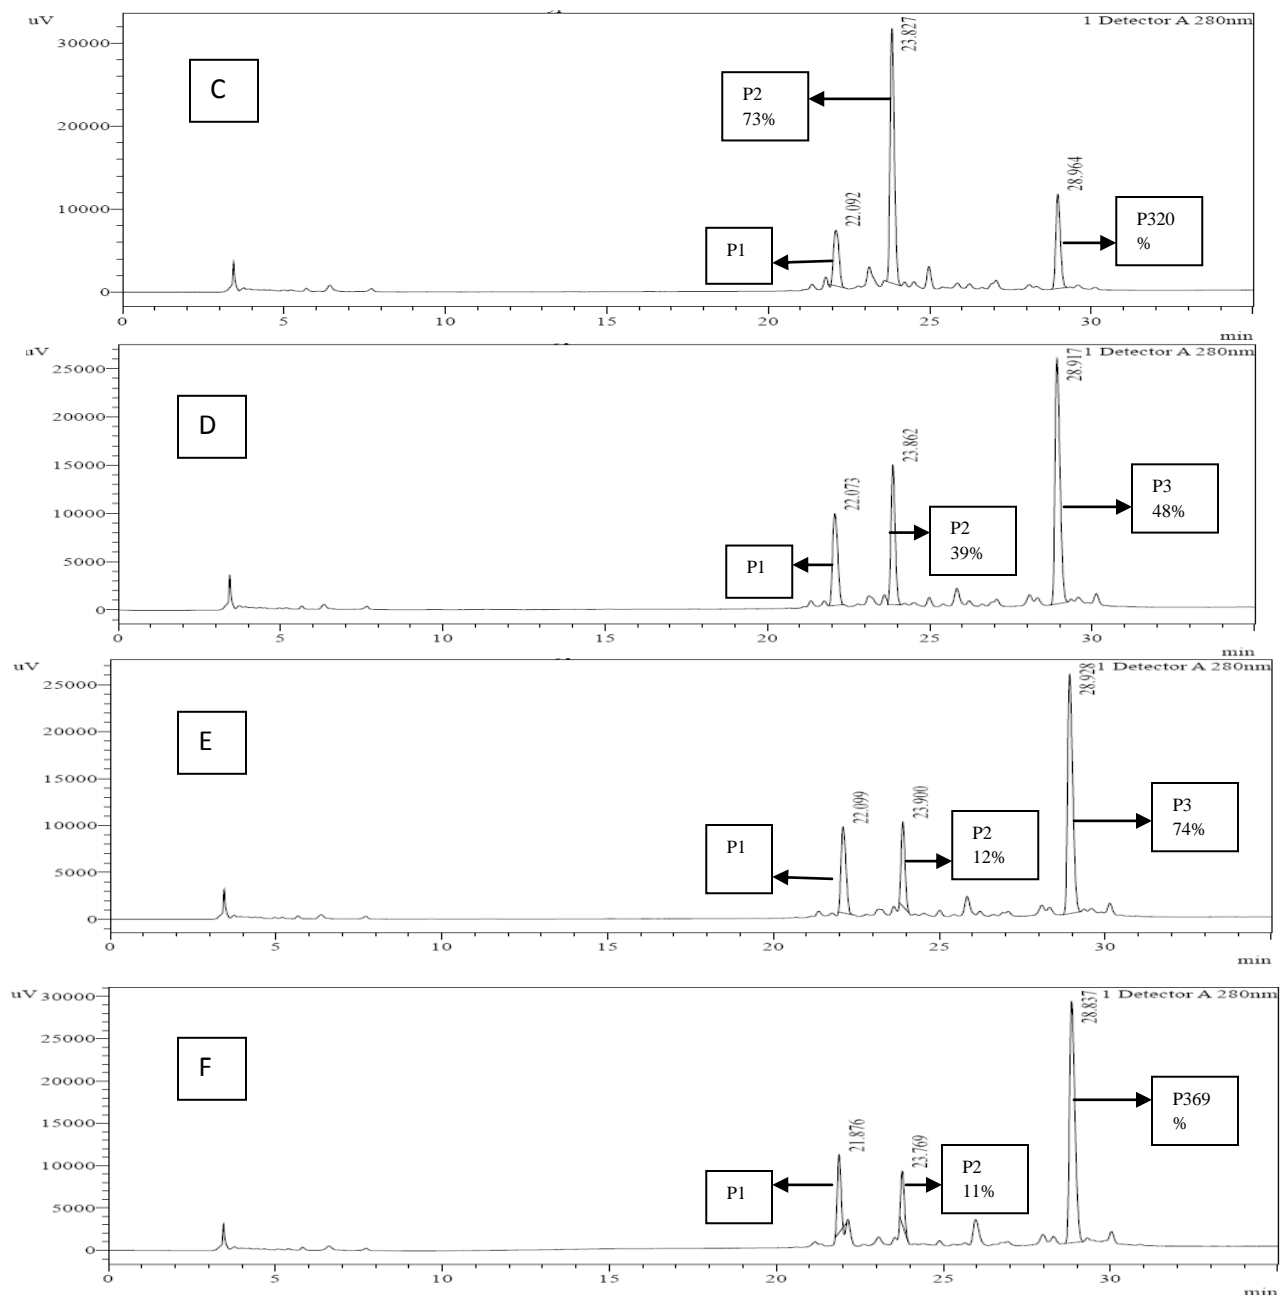 uV
1 Detector A 280nm
30000
20000
10000
0
C
P2
73%
23.827
22.092
P1
28.964
P320
%
0 5 10 15 20 25 30
min
uV
1 Detector A 280nm
25000
20000
15000
10000
5000
0
D
28.917
23.862
22.073
P3
48%
P2
39%
P1
0 5 10 15 20 25 30
min
uV
1 Detector A 280nm
25000
20000
15000
10000
5000
0
E
28.928
22.099
23.900
P1
P2
12%
P3
74%
0 5 10 15 20 25 30
min
uV
1 Detector A 280nm
30000
25000
20000
15000
10000
5000
0
F
28.837
21.876
23.769
P1
P2
11%
P369
%
0 5 10 15 20 25 30
min